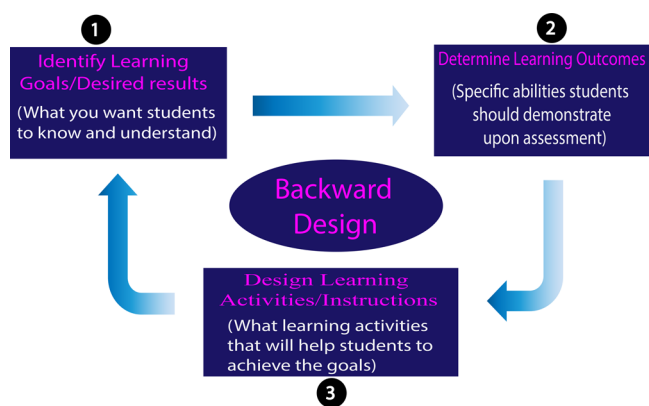 1
Identify Learning
Goals/Desired results
(What you want students
to know and understand)
2
Determine Learning Outcomes
(Specific abilities students
should demonstrate
upon assessment)
Backward
Design
Design Learning
Activities/Instructions
(What learning activities
that will help students to
achieve the goals)
3